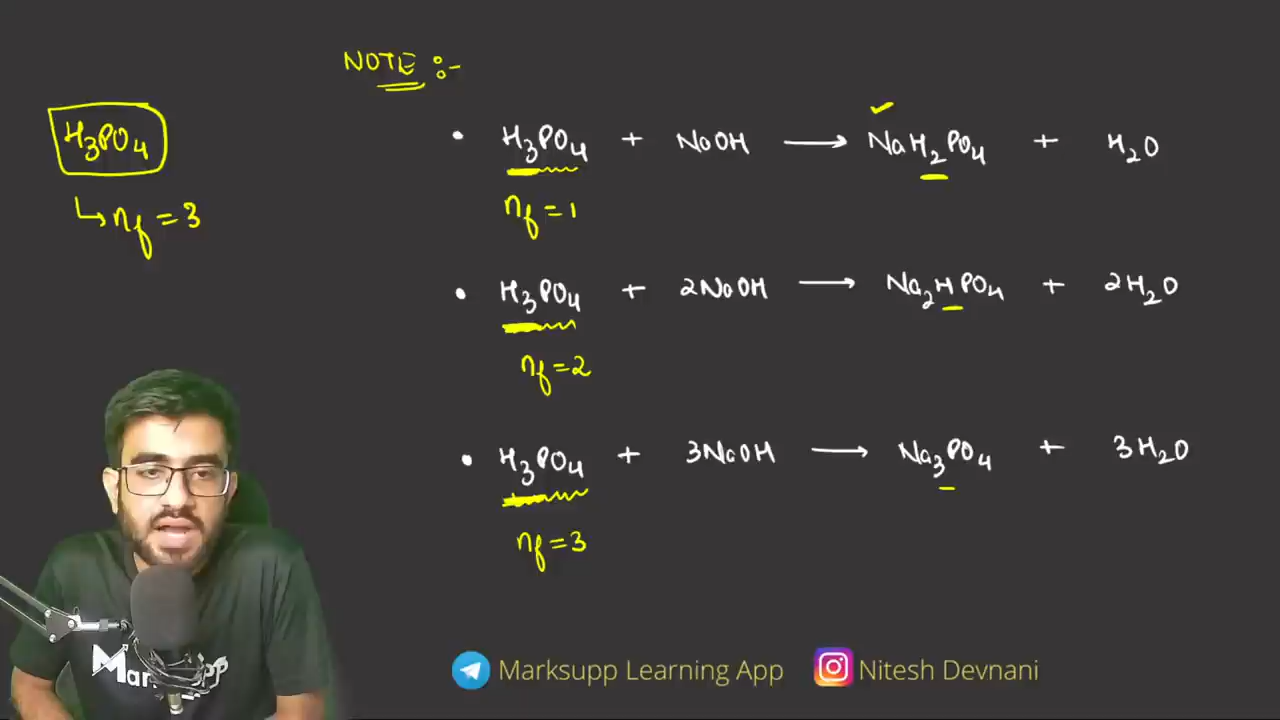 NOTE :-
H3PO4
↳ nf = 3
• H3PO4 + NaOH ⟶ NaH2PO4 + H2O
nf = 1
• H3PO4 + 2NaOH ⟶ Na2HPO4 + 2H2O
nf = 2
• H3PO4 + 3NaOH ⟶ Na3PO4 + 3H2O
nf = 3
Marksupp Learning App
Nitesh Devnani